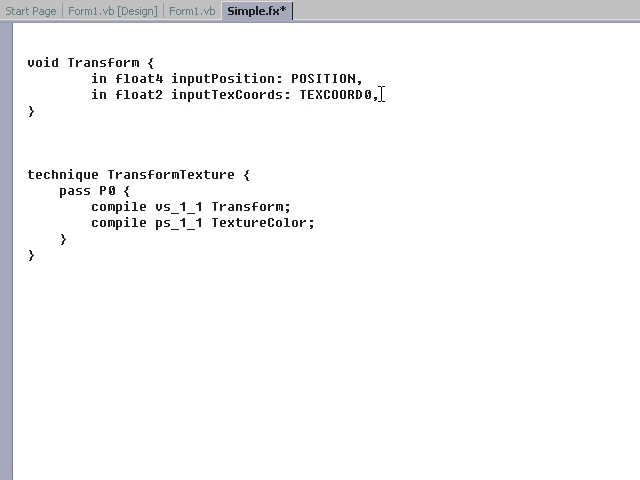 Start Page Form1.vb [Design] Form1.vb Simple.fx*
void Transform {
in float4 inputPosition: POSITION,
in float2 inputTexCoords: TEXCOORD0,
}
technique TransformTexture {
pass P0 {
compile vs_1_1 Transform;
compile ps_1_1 TextureColor;
}
}